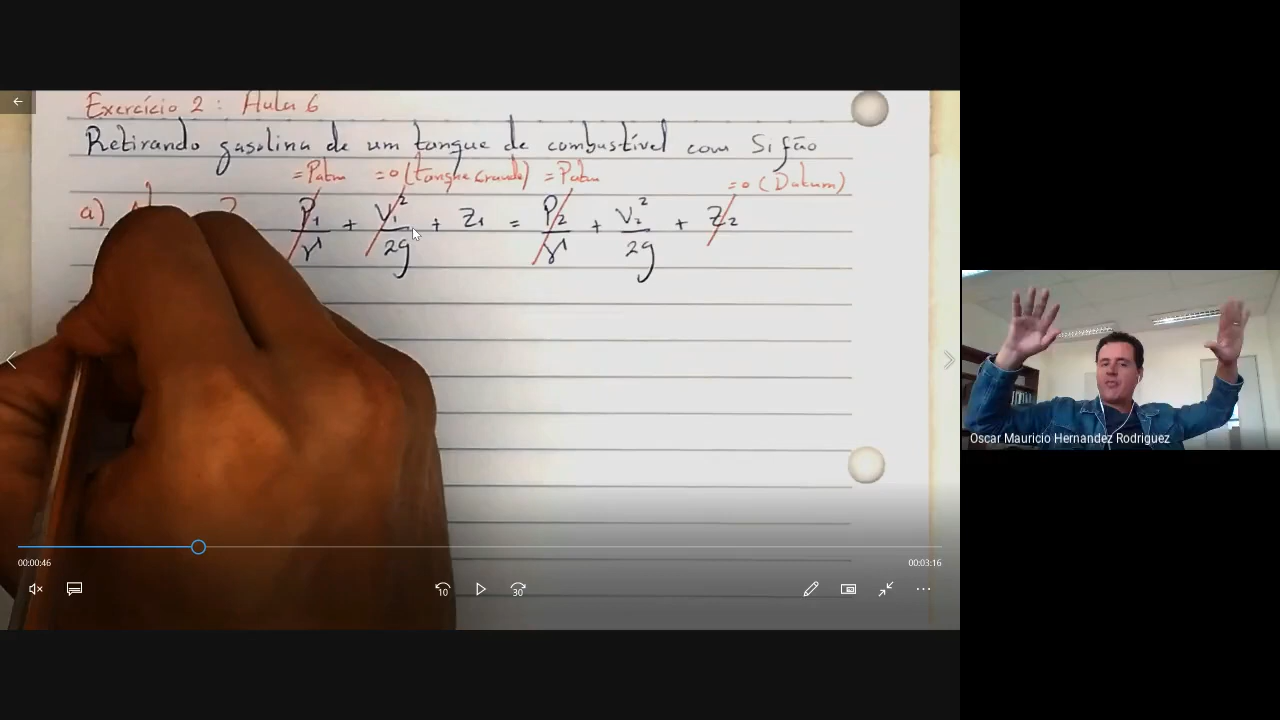 Exercício 2 : Aula 6
Retirando gasolina de um tanque de combustível com Sifão
=Patm =0 (tanque Grande) =Patm =0 (Datum)
a) ? P1/γ + V1²/2g + Z1 = P2/γ + V2²/2g + Z2
Oscar Mauricio Hernandez Rodriguez
00:00:46 00:03:16
10 30